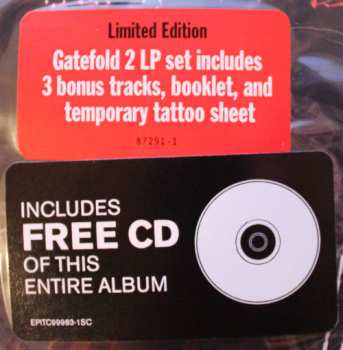 Limited Edition
Gatefold 2 LP set includes
3 bonus tracks, booklet, and
temporary tattoo sheet
87291-1
INCLUDES
FREE CD
OF THIS
ENTIRE ALBUM
EPITC99983-1SC